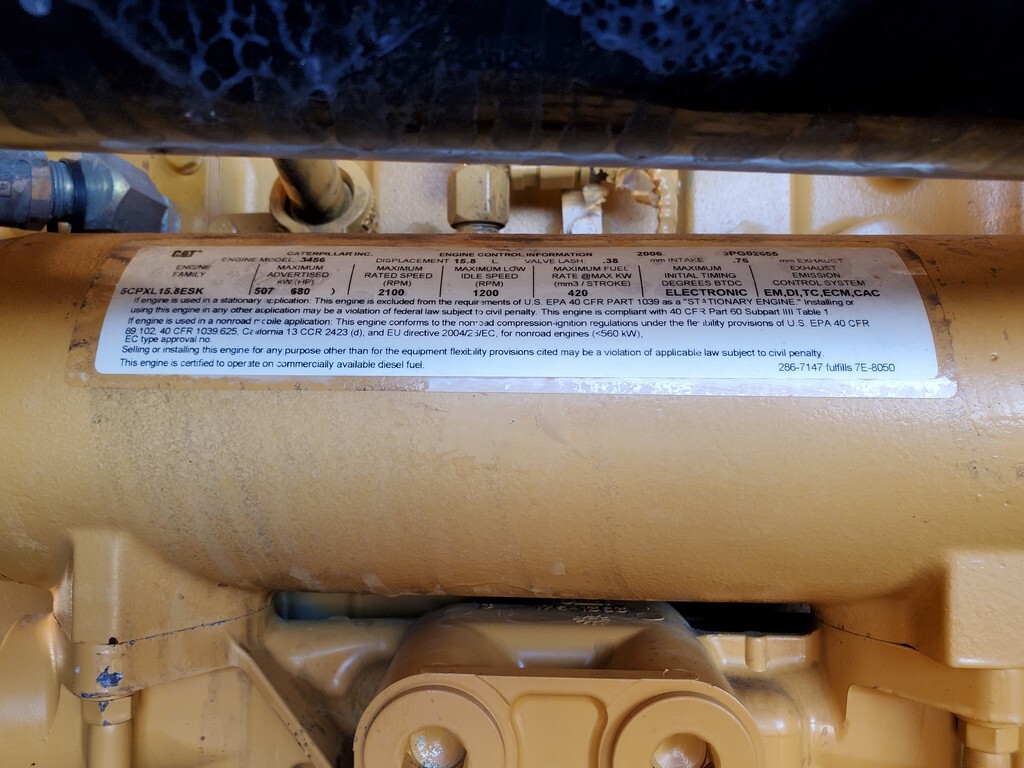 CAT
CATERPILLAR INC. ENGINE CONTROL INFORMATION 2006 3PG02655
ENGINE MODEL: 3456 DISPLACEMENT 15.8 L VALVE LASH: .38 mm INTAKE .76 mm EXHAUST
ENGINE FAMILY MAXIMUM ADVERTISED KW (HP) MAXIMUM RATED SPEED (RPM) MAXIMUM LOW IDLE SPEED (RPM) MAXIMUM FUEL RATE @MAX. KW (mm3 / STROKE) MAXIMUM INITIAL TIMING DEGREES BTDC EXHAUST EMISSION CONTROL SYSTEM
5CPXL15.8ESK 507 680 ) 2100 1200 420 ELECTRONIC EM,DI,TC,ECM,CAC
If engine is used in a stationary application: This engine is excluded from the requirements of U.S. EPA 40 CFR PART 1039 as a "STATIONARY ENGINE." Installing or
using this engine in any other application may be a violation of federal law subject to civil penalty. This engine is compliant with 40 CFR Part 60 Subpart IIII Table 1.
If engine is used in a nonroad mobile application: This engine conforms to the nonroad compression-ignition regulations under the flexibility provisions of U.S. EPA 40 CFR
89.102, 40 CFR 1039.625, California 13 CCR 2423 (d), and EU directive 2004/26/EC, for nonroad engines (<560 kW),
EC type approval no.
Selling or installing this engine for any purpose other than for the equipment flexibility provisions cited may be a violation of applicable law subject to civil penalty.
This engine is certified to operate on commercially available diesel fuel. 286-7147 fulfills 7E-8050